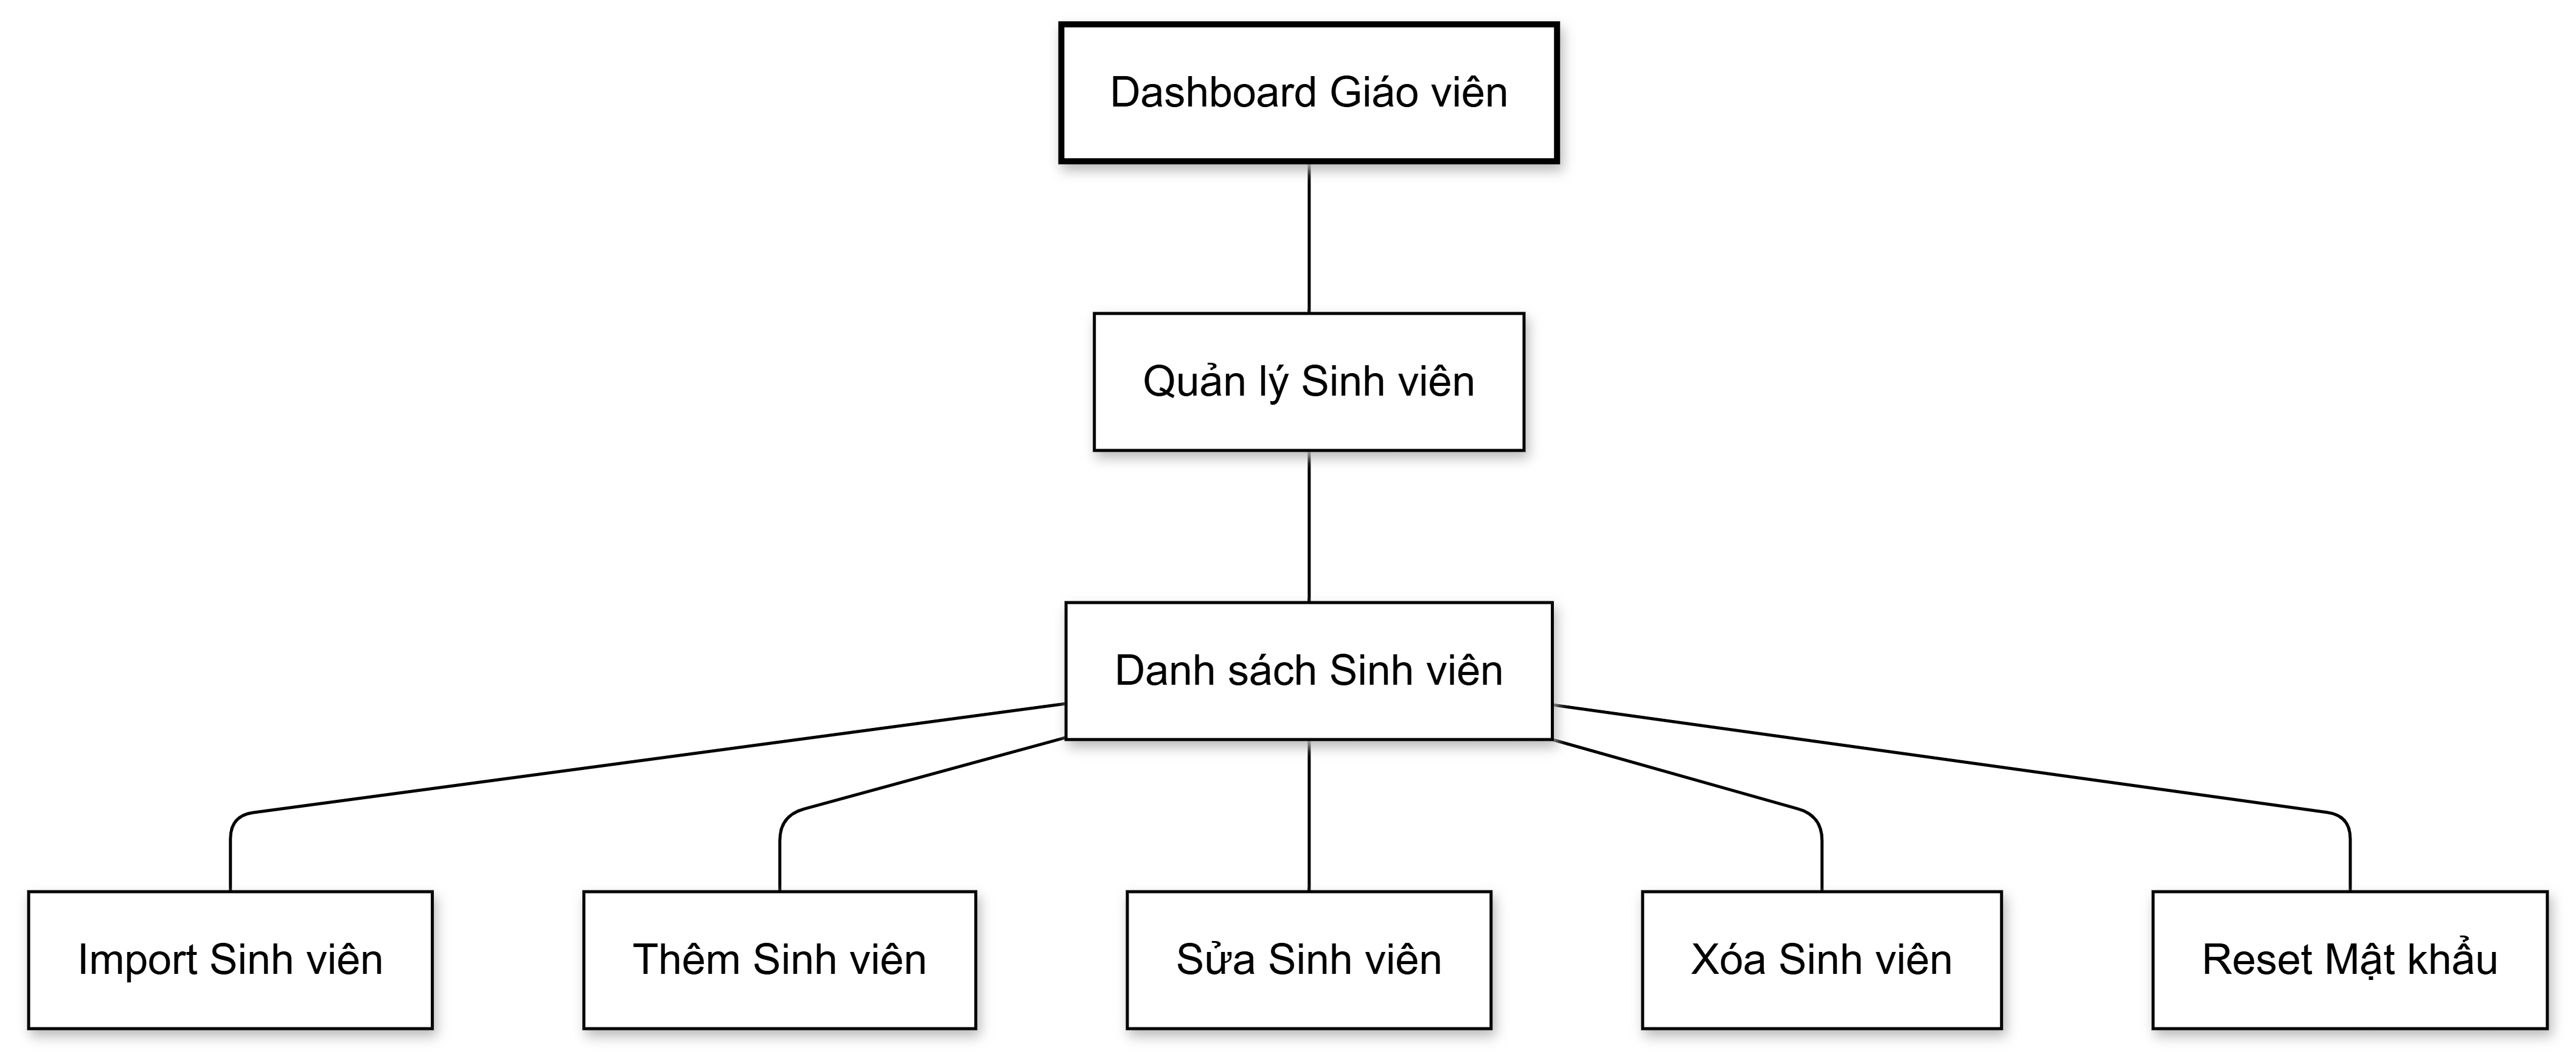 Dashboard Giáo viên
Quản lý Sinh viên
Danh sách Sinh viên
Import Sinh viên
Thêm Sinh viên
Sửa Sinh viên
Xóa Sinh viên
Reset Mật khẩu